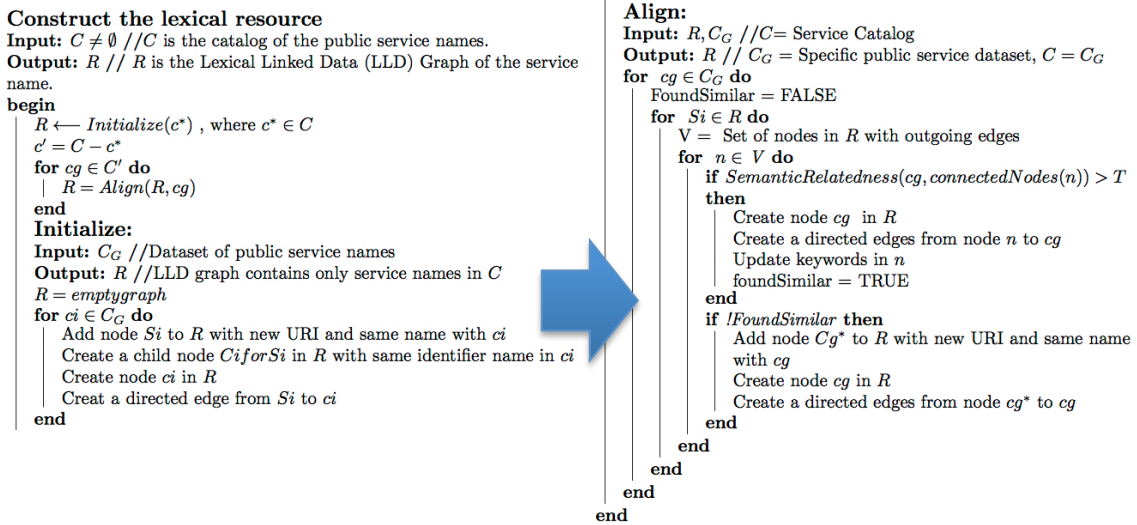 Construct the lexical resource
Input: C ≠ ∅ //C is the catalog of the public service names.
Output: R // R is the Lexical Linked Data (LLD) Graph of the service
name.
begin
R ⟵ Initialize(c*) , where c* ∈ C
c′ = C − c*
for cg ∈ C′ do
R = Align(R, cg)
end
Initialize:
Input: C_G //Dataset of public service names
Output: R //LLD graph contains only service names in C
R = emptygraph
for ci ∈ C_G do
Add node Si to R with new URI and same name with ci
Create a child node CiforSi in R with same identifier name in ci
Create node ci in R
Creat a directed edge from Si to ci
end
Align:
Input: R, C_G //C= Service Catalog
Output: R // C_G = Specific public service dataset, C = C_G
for cg ∈ C_G do
FoundSimilar = FALSE
for Si ∈ R do
V = Set of nodes in R with outgoing edges
for n ∈ V do
if SemanticRelatedness(cg, connectedNodes(n)) > T
then
Create node cg in R
Create a directed edges from node n to cg
Update keywords in n
foundSimilar = TRUE
end
if !FoundSimilar then
Add node Cg* to R with new URI and same name
with cg
Create node cg in R
Create a directed edges from node cg* to cg
end
end
end
end
end